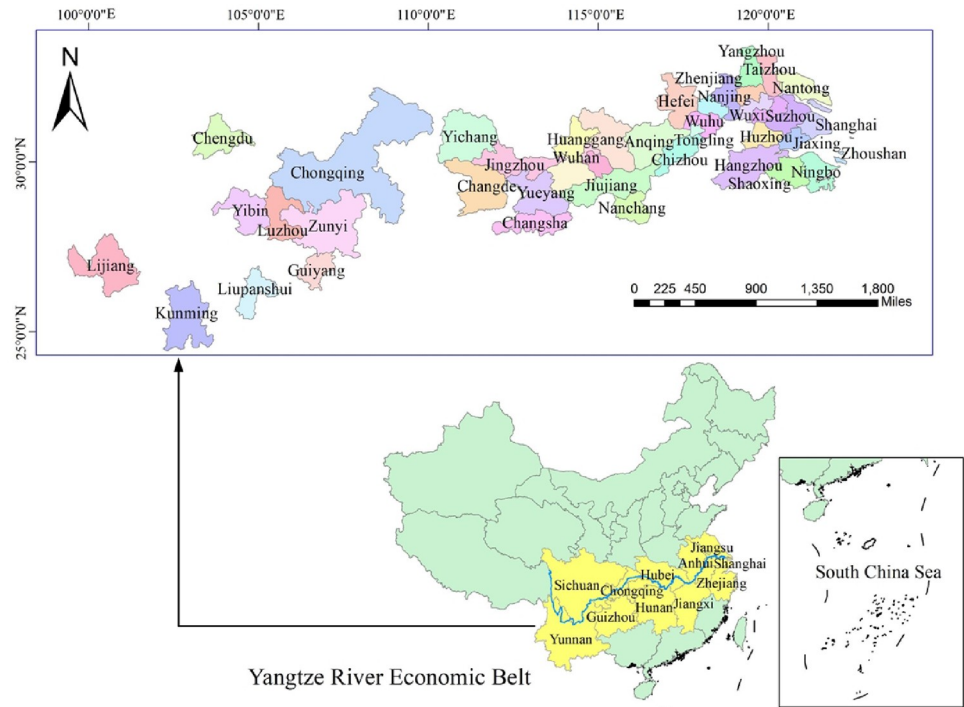 100°0'0"E 105°0'0"E 110°0'0"E 115°0'0"E 120°0'0"E
N
30°0'0"N
25°0'0"N
Yangzhou
Taizhou
Zhenjiang
Nantong
Nanjing
Hefei
Wuxi
Suzhou
Wuhu
Shanghai
Chengdu
Yichang
Huanggang
Anqing
Tongling
Huzhou
Jiaxing
Chizhou
Zhoushan
Chongqing
Jingzhou
Wuhan
Hangzhou
Ningbo
Changde
Yueyang
Jiujiang
Shaoxing
Yibin
Nanchang
Luzhou
Zunyi
Changsha
Lijiang
Guiyang
Liupanshui
Kunming
0 225 450 900 1,350 1,800
Miles
Jiangsu
Anhui
Shanghai
Hubei
Sichuan
Chongqing
Zhejiang
Hunan
Jiangxi
Guizhou
Yunnan
South China Sea
Yangtze River Economic Belt